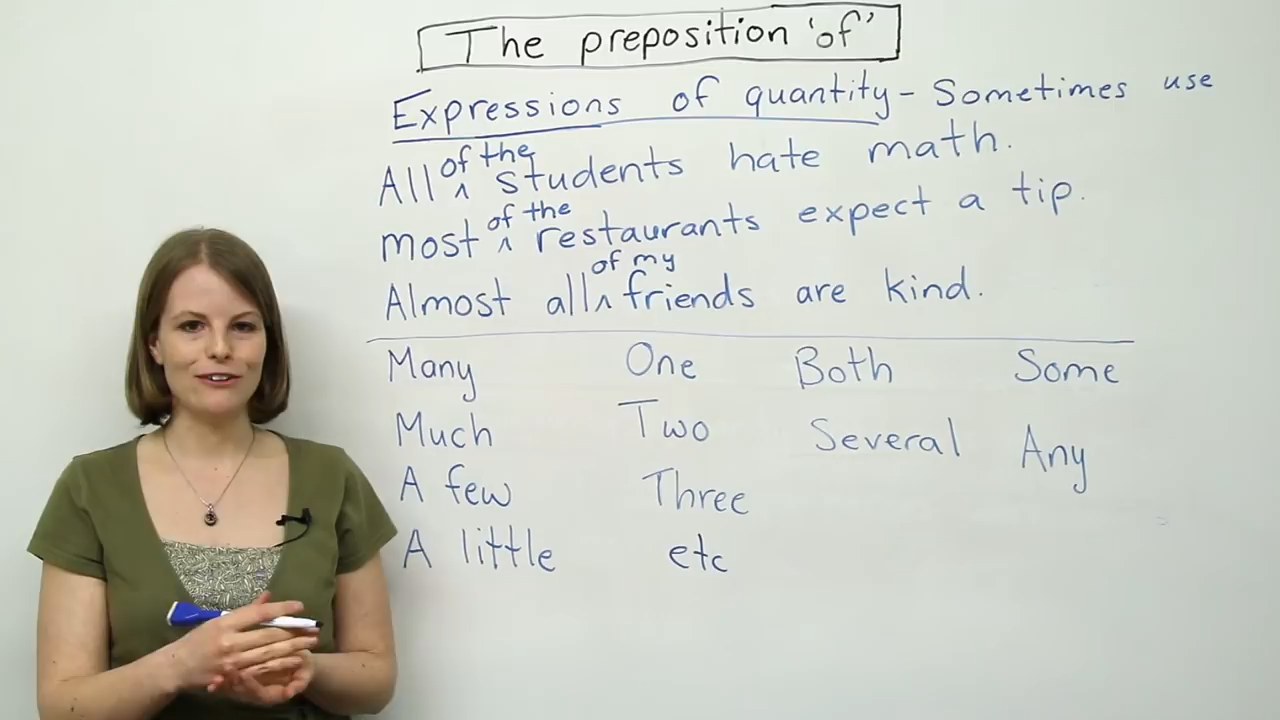 The preposition 'of'
Expressions of quantity - Sometimes use
All of the students hate math.
most of the restaurants expect a tip.
Almost all of my friends are kind.
Many One Both Some
Much Two Several Any
A few Three
A little etc